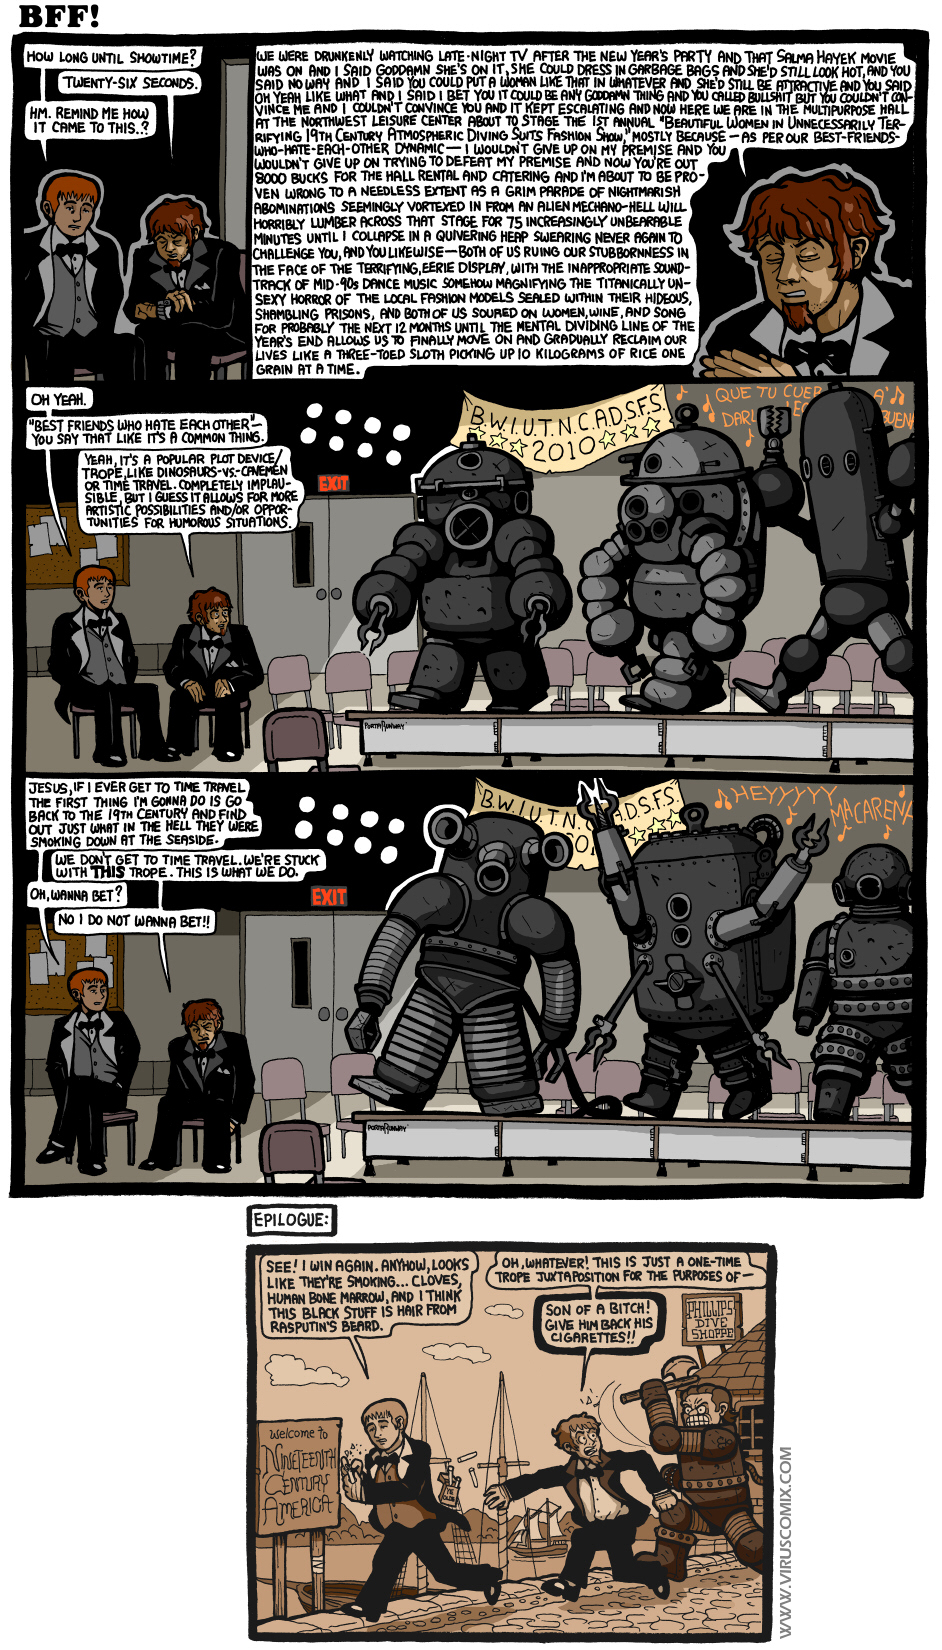 BFF!
HOW LONG UNTIL SHOWTIME?
TWENTY-SIX SECONDS.
HM. REMIND ME HOW
IT CAME TO THIS..?
WE WERE DRUNKENLY WATCHING LATE-NIGHT TV AFTER THE NEW YEAR'S PARTY AND THAT SALMA HAYEK MOVIE
WAS ON AND I SAID GODDAMN SHE'S ON IT, SHE COULD DRESS IN GARBAGE BAGS AND SHE'D STILL LOOK HOT, AND YOU
SAID NO WAY AND I SAID YOU COULD PUT A WOMAN LIKE THAT IN WHATEVER AND SHE'D STILL BE ATTRACTIVE AND YOU SAID
OH YEAH LIKE WHAT AND I SAID I BET YOU IT COULD BE ANY GODDAMN THING AND YOU CALLED BULLSHIT BUT YOU COULDN'T CON-
VINCE ME AND I COULDN'T CONVINCE YOU AND IT KEPT ESCALATING AND NOW HERE WE ARE IN THE MULTIPURPOSE HALL
AT THE NORTHWEST LEISURE CENTER ABOUT TO STAGE THE 1ST ANNUAL "BEAUTIFUL WOMEN IN UNNECESSARILY TER-
RIFYING 19TH CENTURY ATMOSPHERIC DIVING SUITS FASHION SHOW," MOSTLY BECAUSE — AS PER OUR BEST-FRIENDS-
WHO-HATE-EACH-OTHER DYNAMIC — I WOULDN'T GIVE UP ON MY PREMISE AND YOU
WOULDN'T GIVE UP ON TRYING TO DEFEAT MY PREMISE AND NOW YOU'RE OUT
8000 BUCKS FOR THE HALL RENTAL AND CATERING AND I'M ABOUT TO BE PRO-
VEN WRONG TO A NEEDLESS EXTENT AS A GRIM PARADE OF NIGHTMARISH
ABOMINATIONS SEEMINGLY VORTEXED IN FROM AN ALIEN MECHANO-HELL WILL
HORRIBLY LUMBER ACROSS THAT STAGE FOR 75 INCREASINGLY UNBEARABLE
MINUTES UNTIL I COLLAPSE IN A QUIVERING HEAP SWEARING NEVER AGAIN TO
CHALLENGE YOU, AND YOU LIKEWISE — BOTH OF US RUING OUR STUBBORNNESS IN
THE FACE OF THE TERRIFYING, EERIE DISPLAY, WITH THE INAPPROPRIATE SOUND-
TRACK OF MID-90s DANCE MUSIC SOMEHOW MAGNIFYING THE TITANICALLY UN-
SEXY HORROR OF THE LOCAL FASHION MODELS SEALED WITHIN THEIR HIDEOUS,
SHAMBLING PRISONS, AND BOTH OF US SOURED ON WOMEN, WINE, AND SONG
FOR PROBABLY THE NEXT 12 MONTHS UNTIL THE MENTAL DIVIDING LINE OF THE
YEAR'S END ALLOWS US TO FINALLY MOVE ON AND GRADUALLY RECLAIM OUR
LIVES LIKE A THREE-TOED SLOTH PICKING UP 10 KILOGRAMS OF RICE ONE
GRAIN AT A TIME.
OH YEAH.
"BEST FRIENDS WHO HATE EACH OTHER" —
YOU SAY THAT LIKE IT'S A COMMON THING.
YEAH, IT'S A POPULAR PLOT DEVICE/
TROPE, LIKE DINOSAURS-VS.-CAVEMEN
OR TIME TRAVEL. COMPLETELY IMPLAU-
SIBLE, BUT I GUESS IT ALLOWS FOR MORE
ARTISTIC POSSIBILITIES AND/OR OPPOR-
TUNITIES FOR HUMOROUS SITUATIONS.
EXIT
B.W.I.U.T.N.C.A.D.S.F.S.
2010
QUE TU CUER A'
DARL LEG BUENA
PORTARUNWAY
JESUS, IF I EVER GET TO TIME TRAVEL
THE FIRST THING I'M GONNA DO IS GO
BACK TO THE 19TH CENTURY AND FIND
OUT JUST WHAT IN THE HELL THEY WERE
SMOKING DOWN AT THE SEASIDE.
WE DON'T GET TO TIME TRAVEL. WE'RE STUCK
WITH THIS TROPE. THIS IS WHAT WE DO.
OH, WANNA BET?
NO I DO NOT WANNA BET!!
EXIT
B.W.I.U.T.N.C.A.D.S.F.S.
HEYYYYY
MACARENA
PORTARUNWAY
EPILOGUE:
SEE! I WIN AGAIN. ANYHOW, LOOKS
LIKE THEY'RE SMOKING... CLOVES,
HUMAN BONE MARROW, AND I THINK
THIS BLACK STUFF IS HAIR FROM
RASPUTIN'S BEARD.
OH, WHATEVER! THIS IS JUST A ONE-TIME
TROPE JUXTAPOSITION FOR THE PURPOSES OF —
SON OF A BITCH!
GIVE HIM BACK HIS
CIGARETTES!!
PHILLIPS
DIVE
SHOPPE
Welcome to
NINETEENTH
CENTURY
AMERICA
YE
OLDE
WWW.VIRUSCOMIX.COM